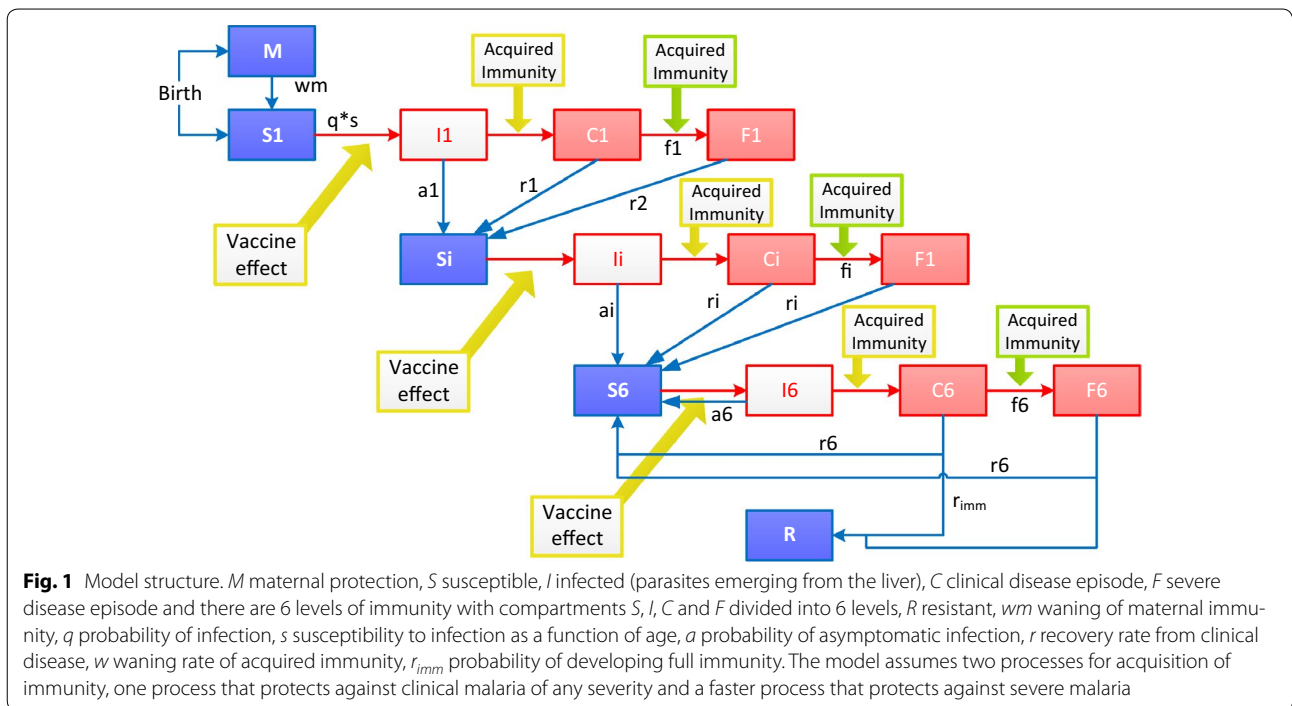 M
Birth
wm
S1
q*s
I1
Acquired
Immunity
C1
f1
Acquired
Immunity
F1
a1
r1
r2
Vaccine
effect
Si
Ii
Acquired
Immunity
Ci
fi
Acquired
Immunity
F1
ai
ri
ri
Vaccine
effect
S6
a6
I6
Acquired
Immunity
C6
f6
Acquired
Immunity
F6
r6
r6
Vaccine
effect
rimm
R
Fig. 1 Model structure. M maternal protection, S susceptible, I infected (parasites emerging from the liver), C clinical disease episode, F severe
disease episode and there are 6 levels of immunity with compartments S, I, C and F divided into 6 levels, R resistant, wm waning of maternal immu-
nity, q probability of infection, s susceptibility to infection as a function of age, a probability of asymptomatic infection, r recovery rate from clinical
disease, w waning rate of acquired immunity, rimm probability of developing full immunity. The model assumes two processes for acquisition of
immunity, one process that protects against clinical malaria of any severity and a faster process that protects against severe malaria